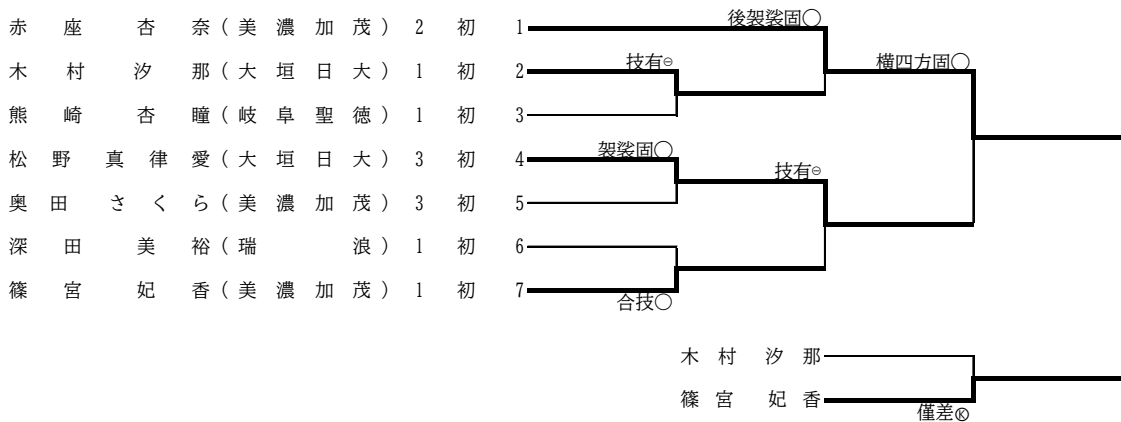 後袈裟固○
赤座杏奈(美濃加茂) 2 初 1
技有⊖ 横四方固○
木村汐那(大垣日大) 1 初 2
熊崎杏瞳(岐阜聖徳) 1 初 3
袈裟固○
松野真律愛(大垣日大) 3 初 4
技有⊖
奥田さくら(美濃加茂) 3 初 5
深田美裕(瑞浪) 1 初 6
篠宮妃香(美濃加茂) 1 初 7
合技○
木村汐那
篠宮妃香
僅差Ⓚ